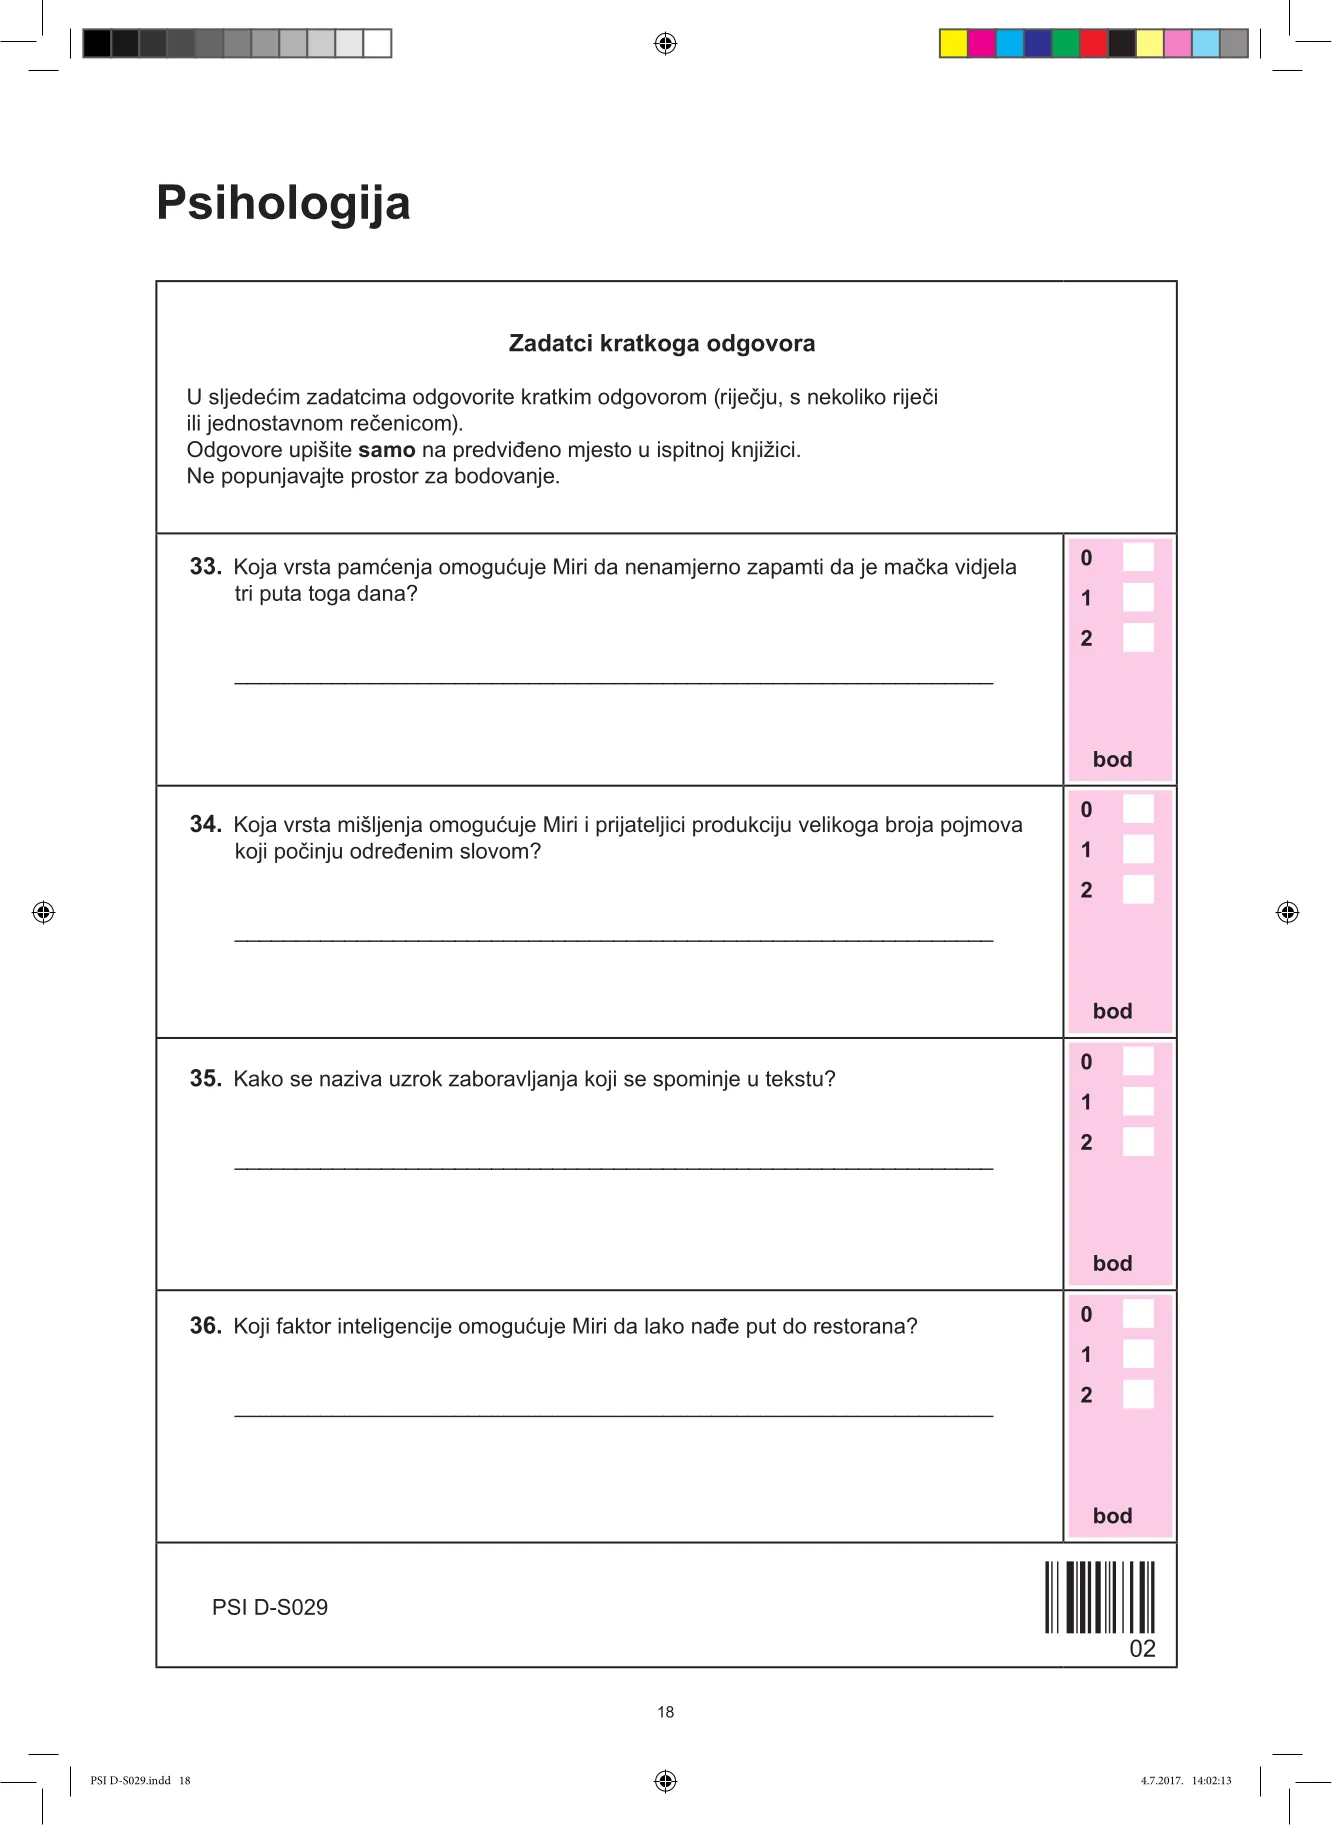 Psihologija
Zadatci kratkoga odgovora
U sljedećim zadatcima odgovorite kratkim odgovorom (riječju, s nekoliko riječi
ili jednostavnom rečenicom).
Odgovore upišite samo na predviđeno mjesto u ispitnoj knjižici.
Ne popunjavajte prostor za bodovanje.
33. Koja vrsta pamćenja omogućuje Miri da nenamjerno zapamti da je mačka vidjela
tri puta toga dana?
0
1
2
bod
34. Koja vrsta mišljenja omogućuje Miri i prijateljici produkciju velikoga broja pojmova
koji počinju određenim slovom?
0
1
2
bod
35. Kako se naziva uzrok zaboravljanja koji se spominje u tekstu?
0
1
2
bod
36. Koji faktor inteligencije omogućuje Miri da lako nađe put do restorana?
0
1
2
bod
PSI D-S029
02
18
PSI D-S029.indd 18
4.7.2017. 14:02:13